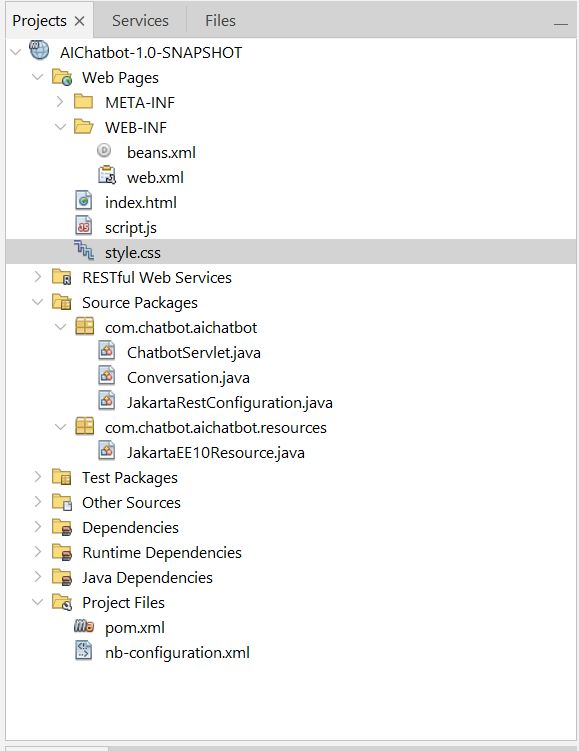 Projects Services Files
AIChatbot-1.0-SNAPSHOT
Web Pages
META-INF
WEB-INF
beans.xml
web.xml
index.html
script.js
style.css
RESTful Web Services
Source Packages
com.chatbot.aichatbot
ChatbotServlet.java
Conversation.java
JakartaRestConfiguration.java
com.chatbot.aichatbot.resources
JakartaEE10Resource.java
Test Packages
Other Sources
Dependencies
Runtime Dependencies
Java Dependencies
Project Files
pom.xml
nb-configuration.xml